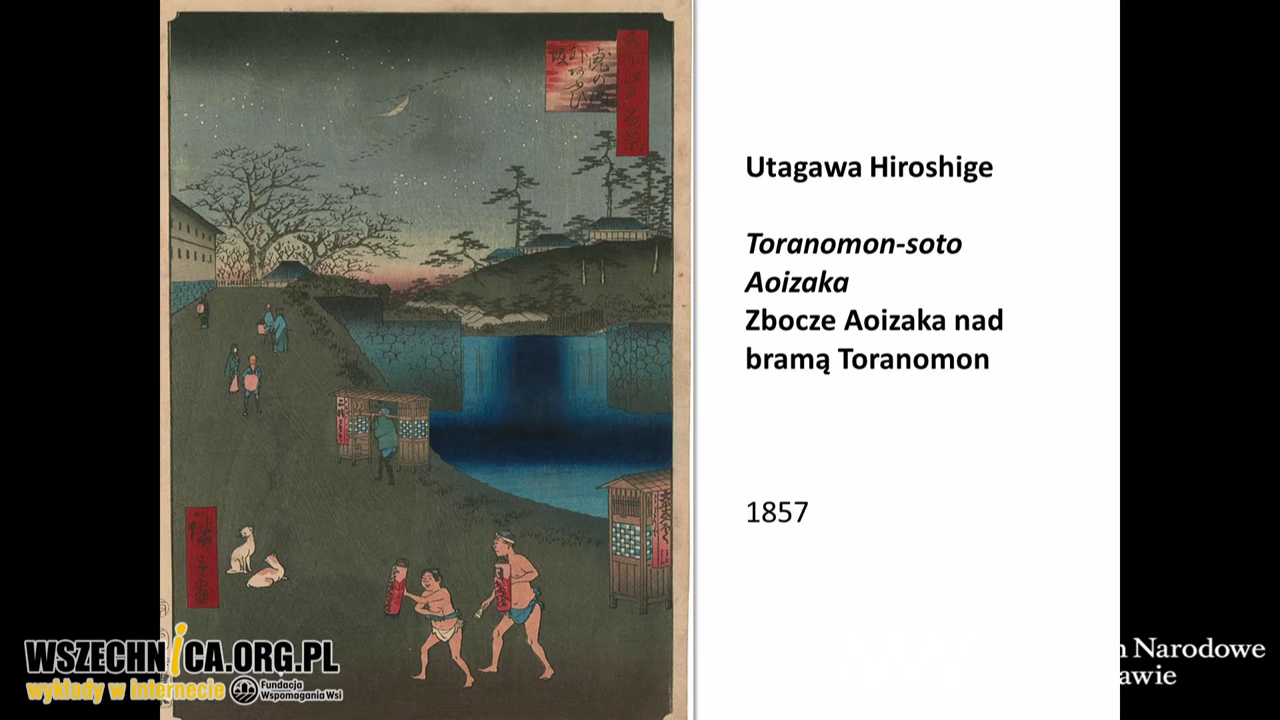 Utagawa Hiroshige
Toranomon-soto
Aoizaka
Zbocze Aoizaka nad
bramą Toranomon
1857
WSZECHNICA.ORG.PL
wykłady w internecie
Fundacja
Wspomagania Wsi
Narodowe
awie